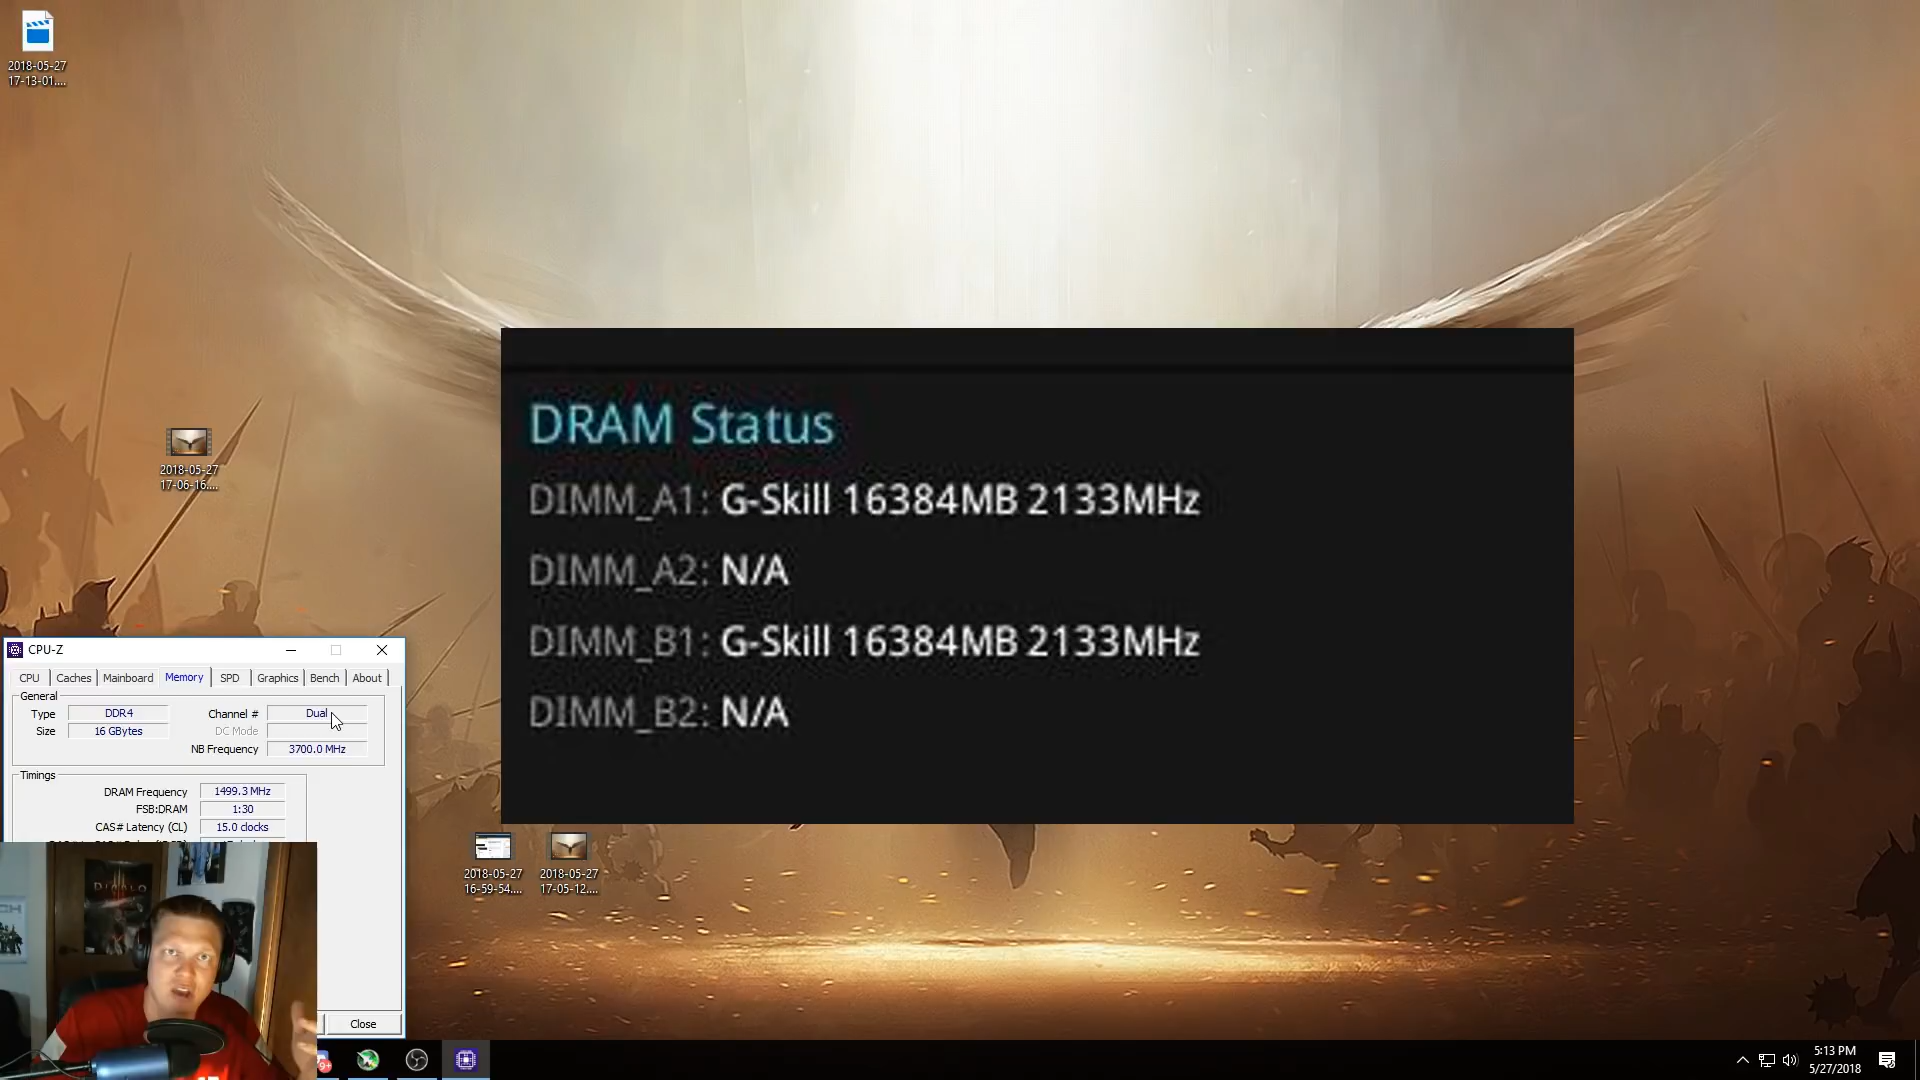 2018-05-27
17-13-01....
DRAM Status
DIMM_A1: G-Skill 16384MB 2133MHz
DIMM_A2: N/A
DIMM_B1: G-Skill 16384MB 2133MHz
DIMM_B2: N/A
2018-05-27
17-06-16....
CPU-Z
CPU Caches Mainboard Memory SPD Graphics Bench About
General
Type DDR4 Channel # Dual
Size 16 GBytes DC Mode
NB Frequency 3700.0 MHz
Timings
DRAM Frequency 1499.3 MHz
FSB:DRAM 1:30
CAS# Latency (CL) 15.0 clocks
2018-05-27
16-59-54....
2018-05-27
17-05-12....
DIABLO
Close
5:13 PM
5/27/2018